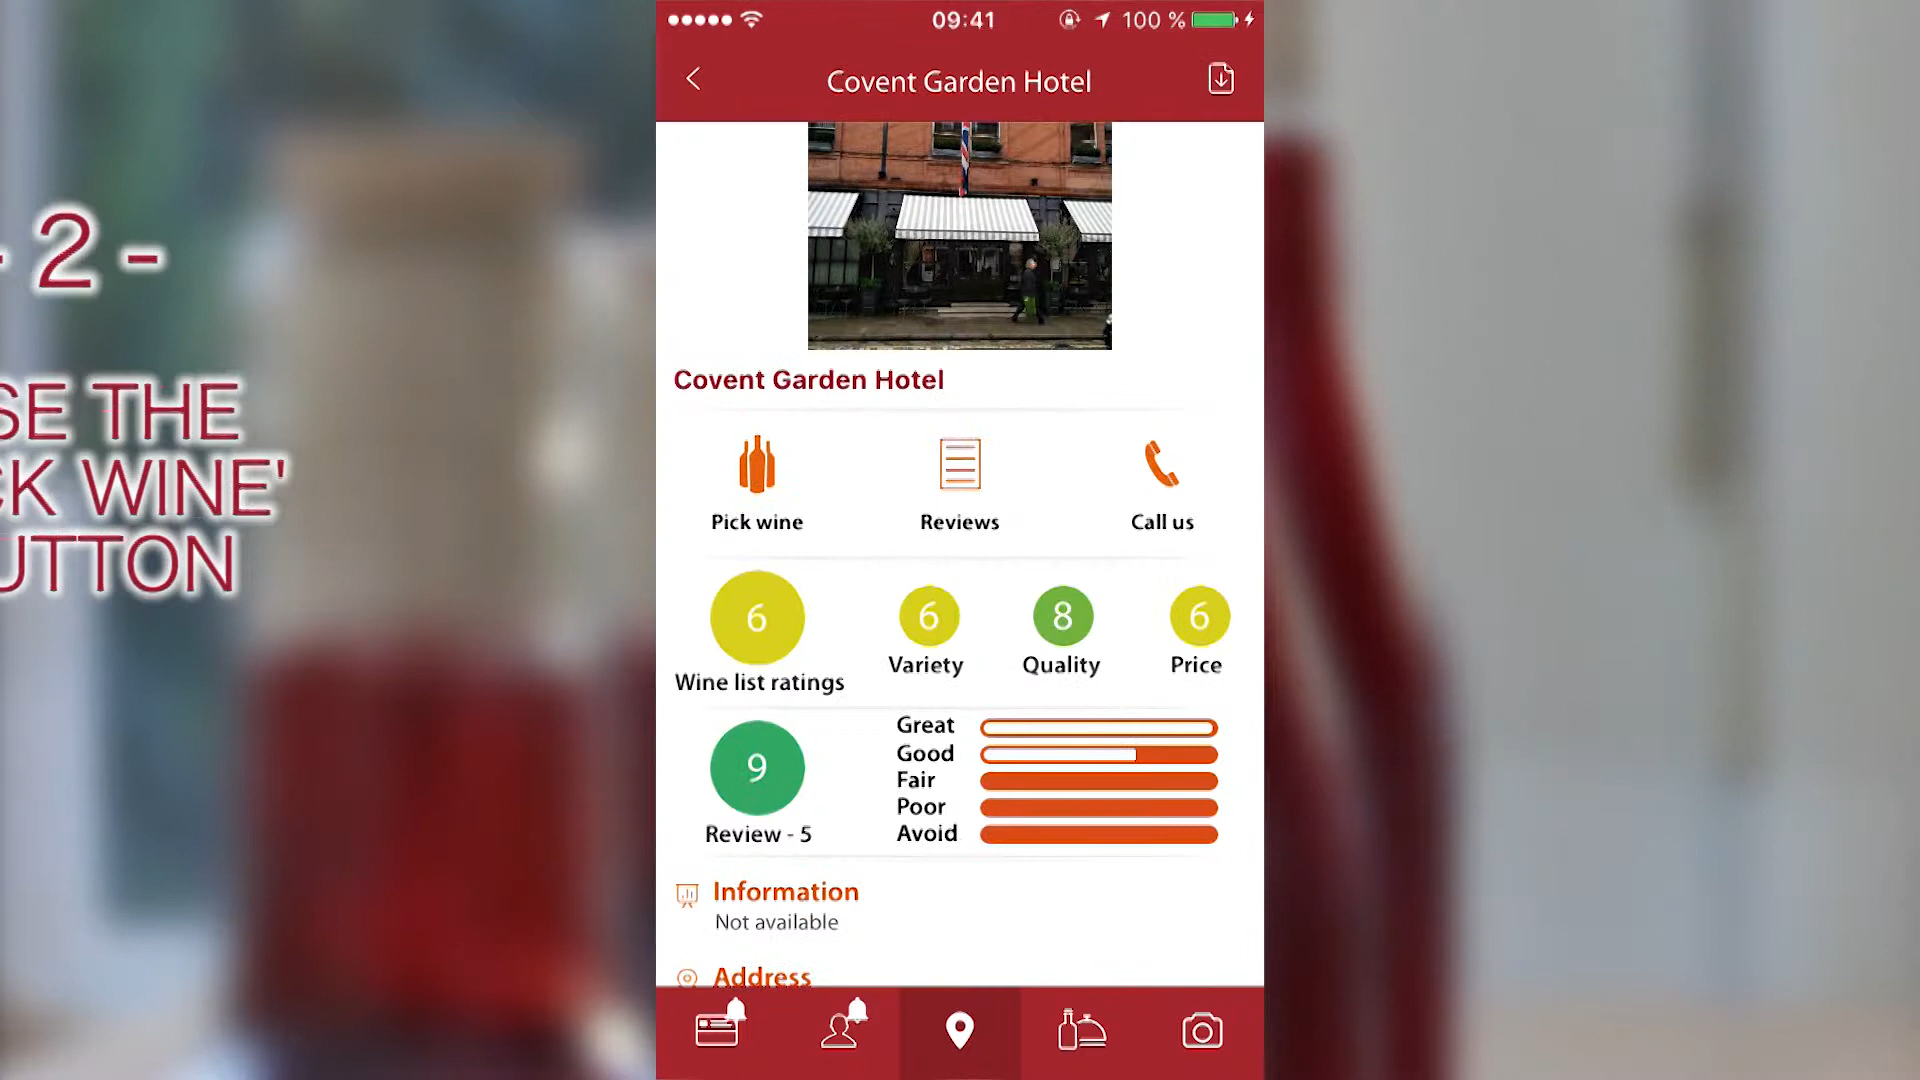 - 2 -
SE THE
CK WINE'
UTTON
09:41
100 %
Covent Garden Hotel
Covent Garden Hotel
Pick wine
Reviews
Call us
6
6
8
6
Wine list ratings
Variety
Quality
Price
9
Review - 5
Great
Good
Fair
Poor
Avoid
Information
Not available
Address